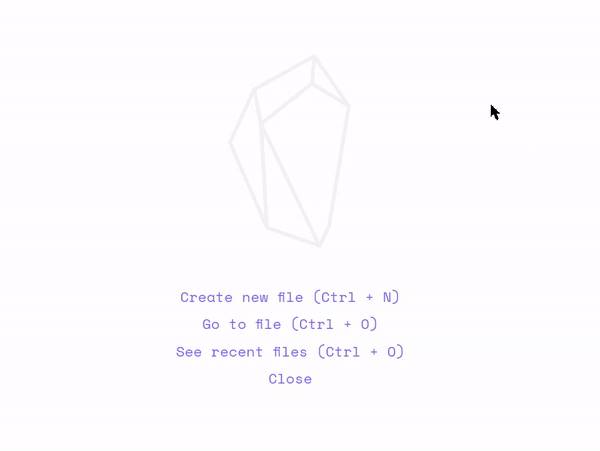 Create new file (Ctrl + N)
Go to file (Ctrl + O)
See recent files (Ctrl + O)
Close